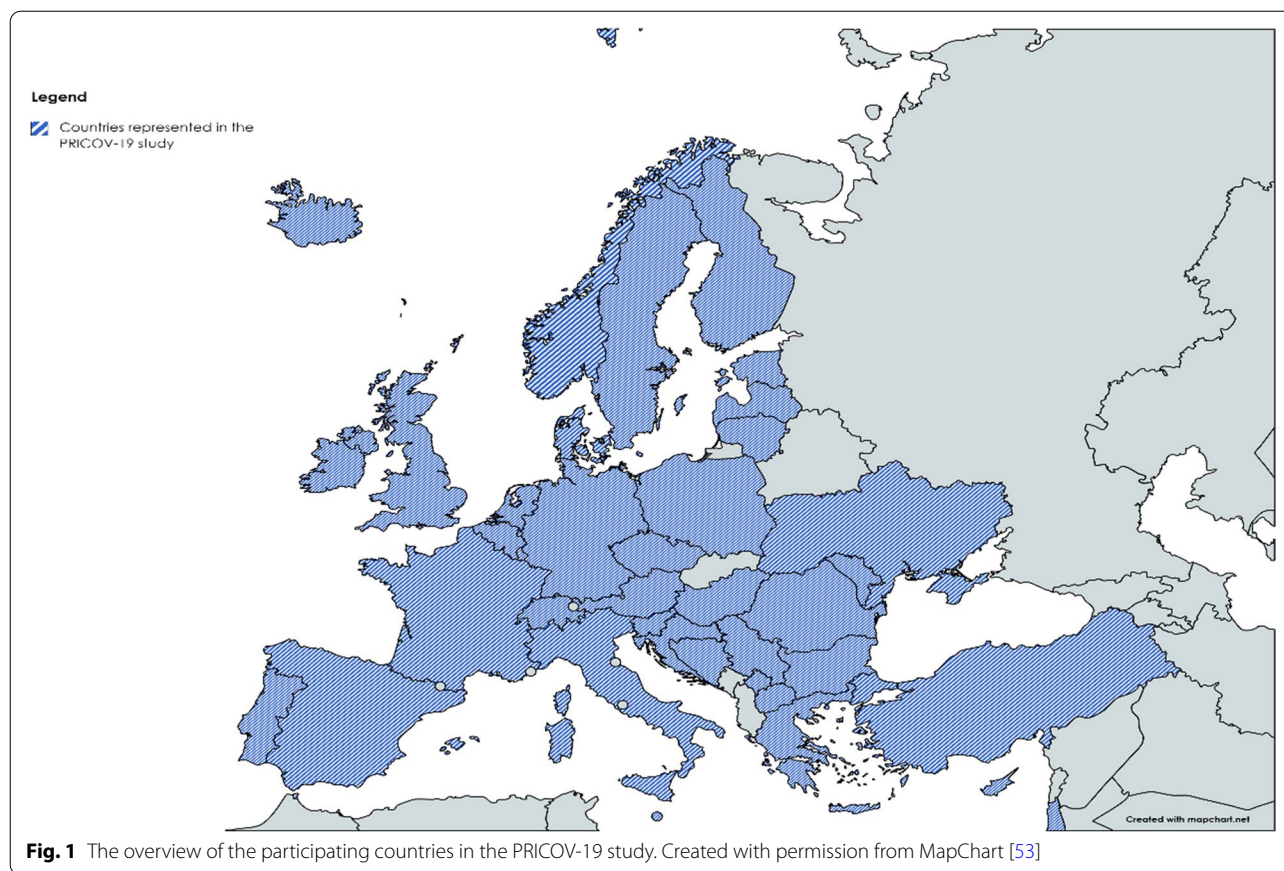 Legend
Countries represented in the
PRICOV-19 study
Created with mapchart.net
Fig. 1 The overview of the participating countries in the PRICOV-19 study. Created with permission from MapChart [53]